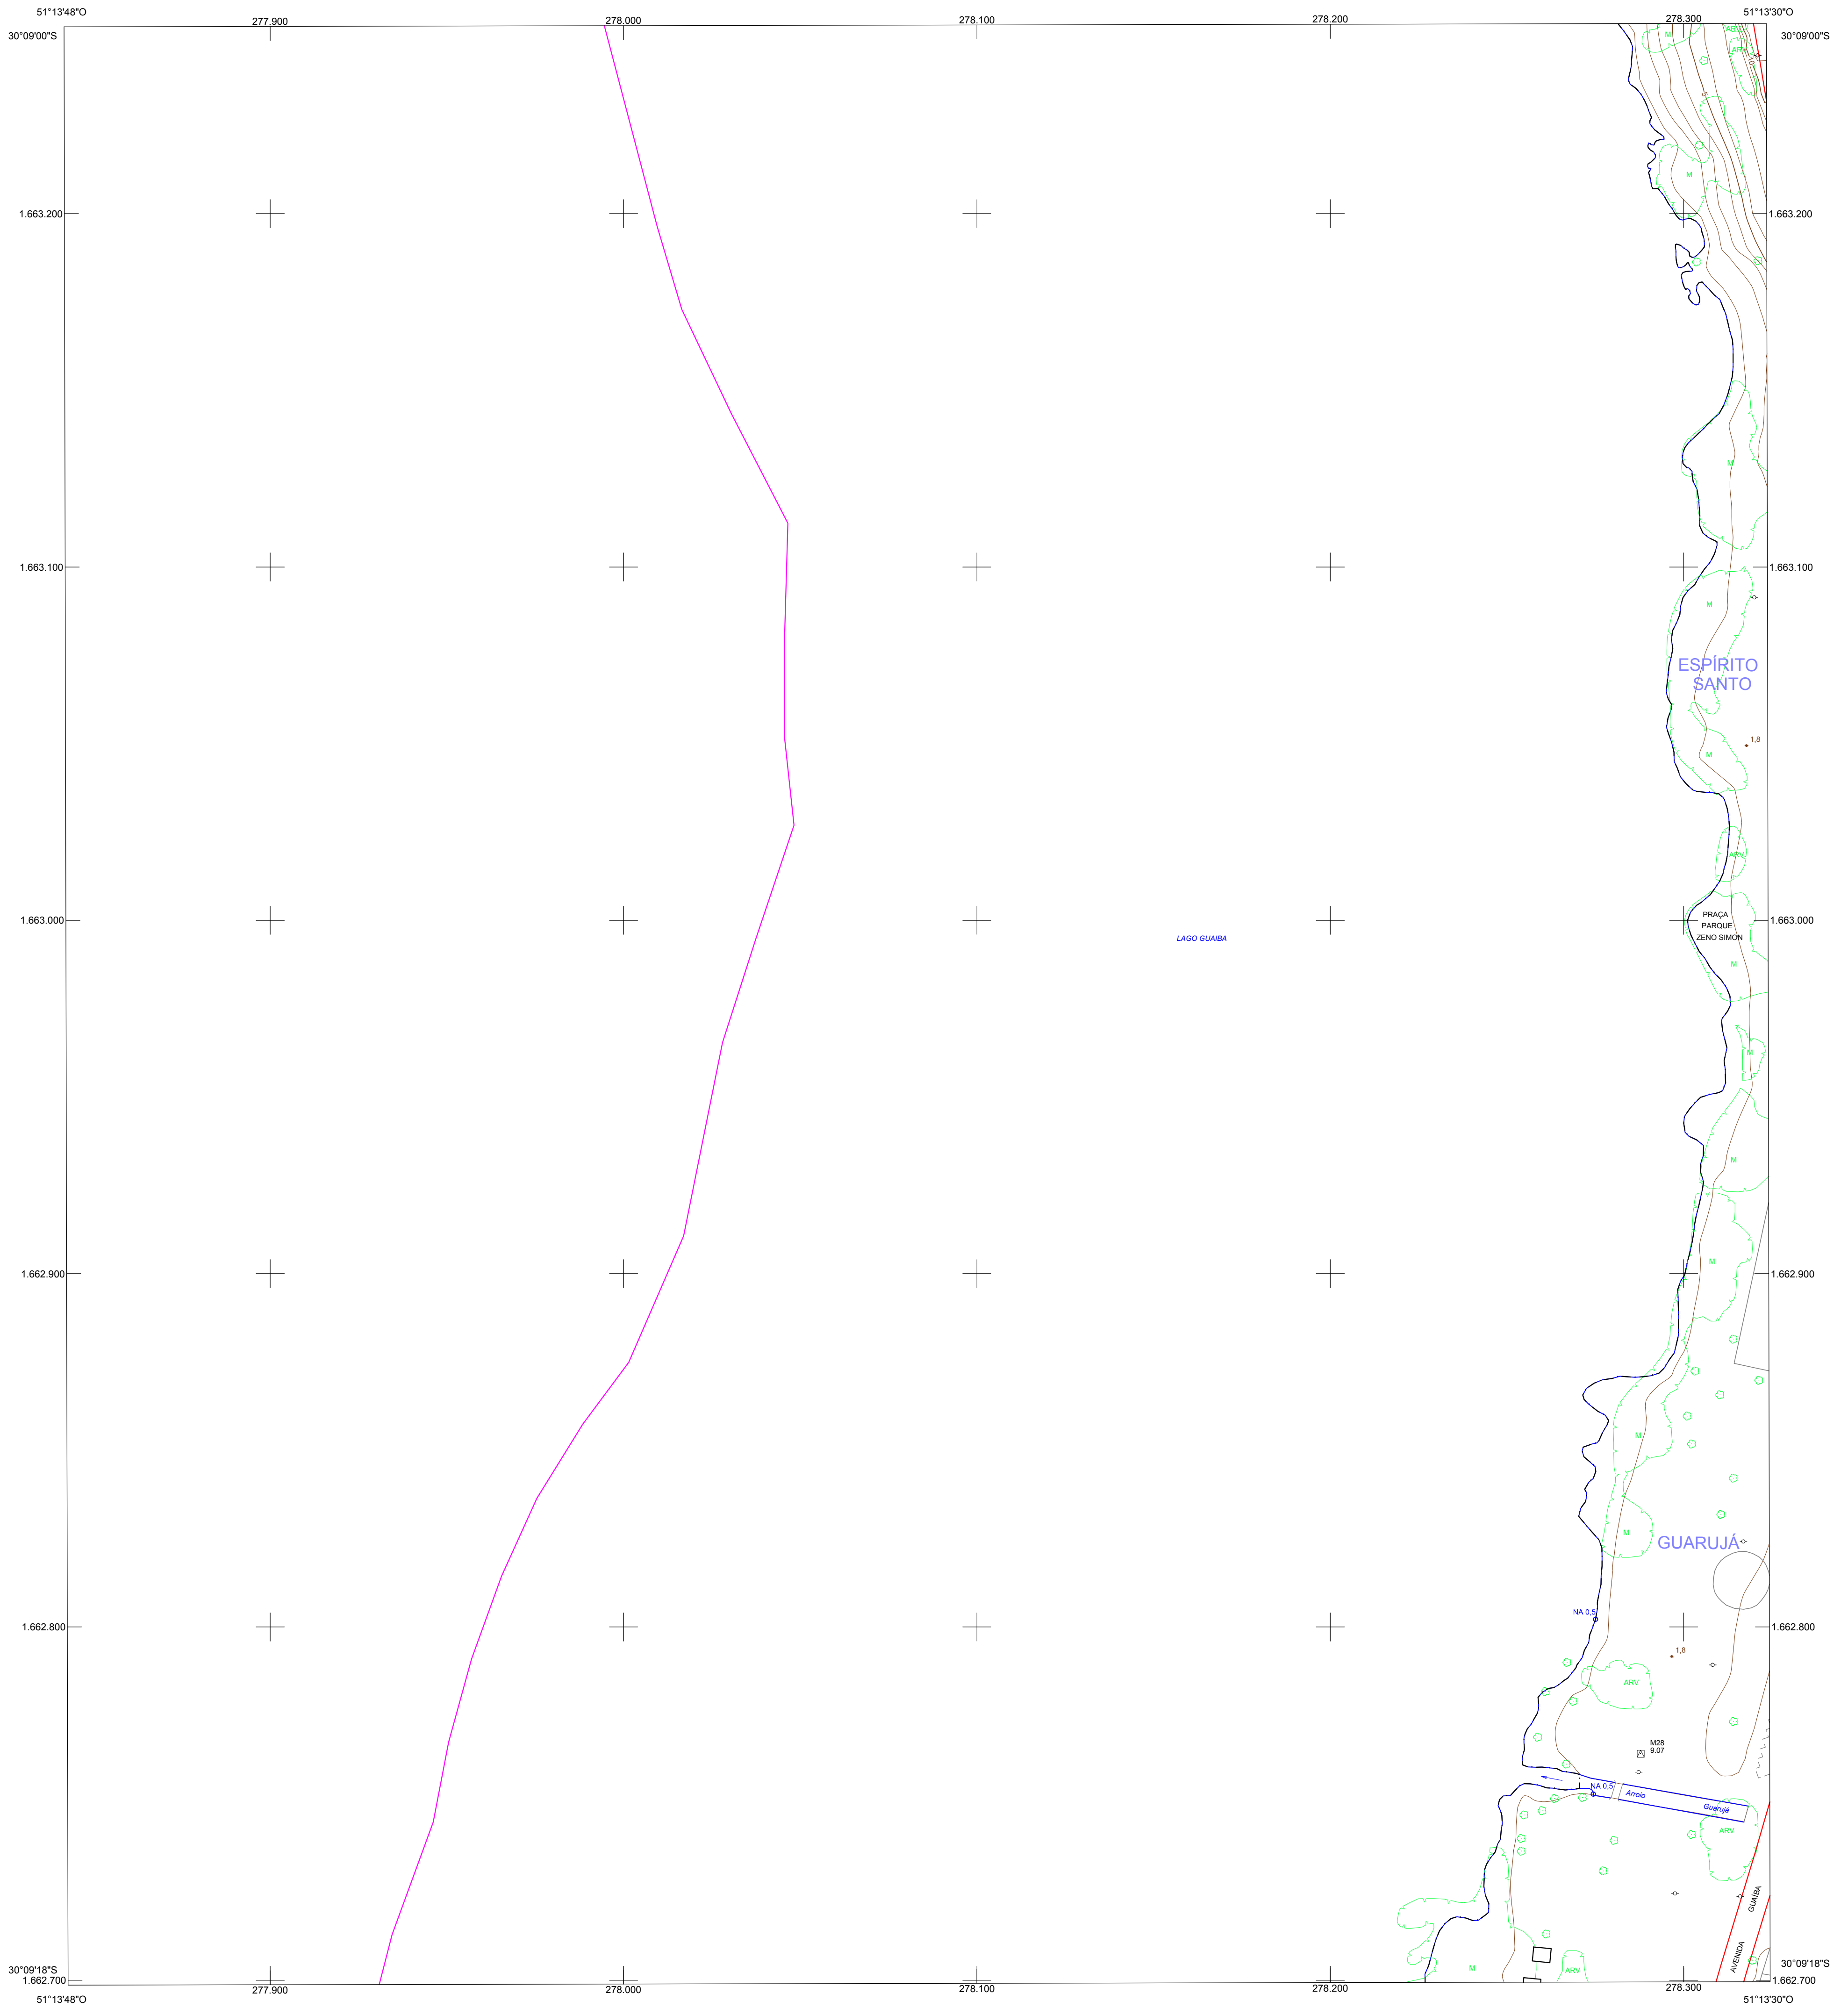 51°13'48"O
277.900
278.000
278.100
278.200
278.300
51°13'30"O
30°09'00"S
30°09'00"S
M
ARV
ARV
10
5
M
1.663.200
1.663.200
M
1.663.100
1.663.100
M
ESPÍRITO
SANTO
1,8
M
ARV
1.663.000
PRAÇA
PARQUE
ZENO SIMON
1.663.000
LAGO GUAIBA
M
M
M
1.662.900
M
1.662.900
M
M
GUARUJÁ
NA 0,5
1.662.800
1.662.800
1,8
ARV
M28
9.07
NA 0,5
Arroio
Guarujá
ARV
AVENIDA
GUAÍBA
M
ARV
30°09'18"S
30°09'18"S
1.662.700
1.662.700
51°13'48"O
277.900
278.000
278.100
278.200
278.300
51°13'30"O